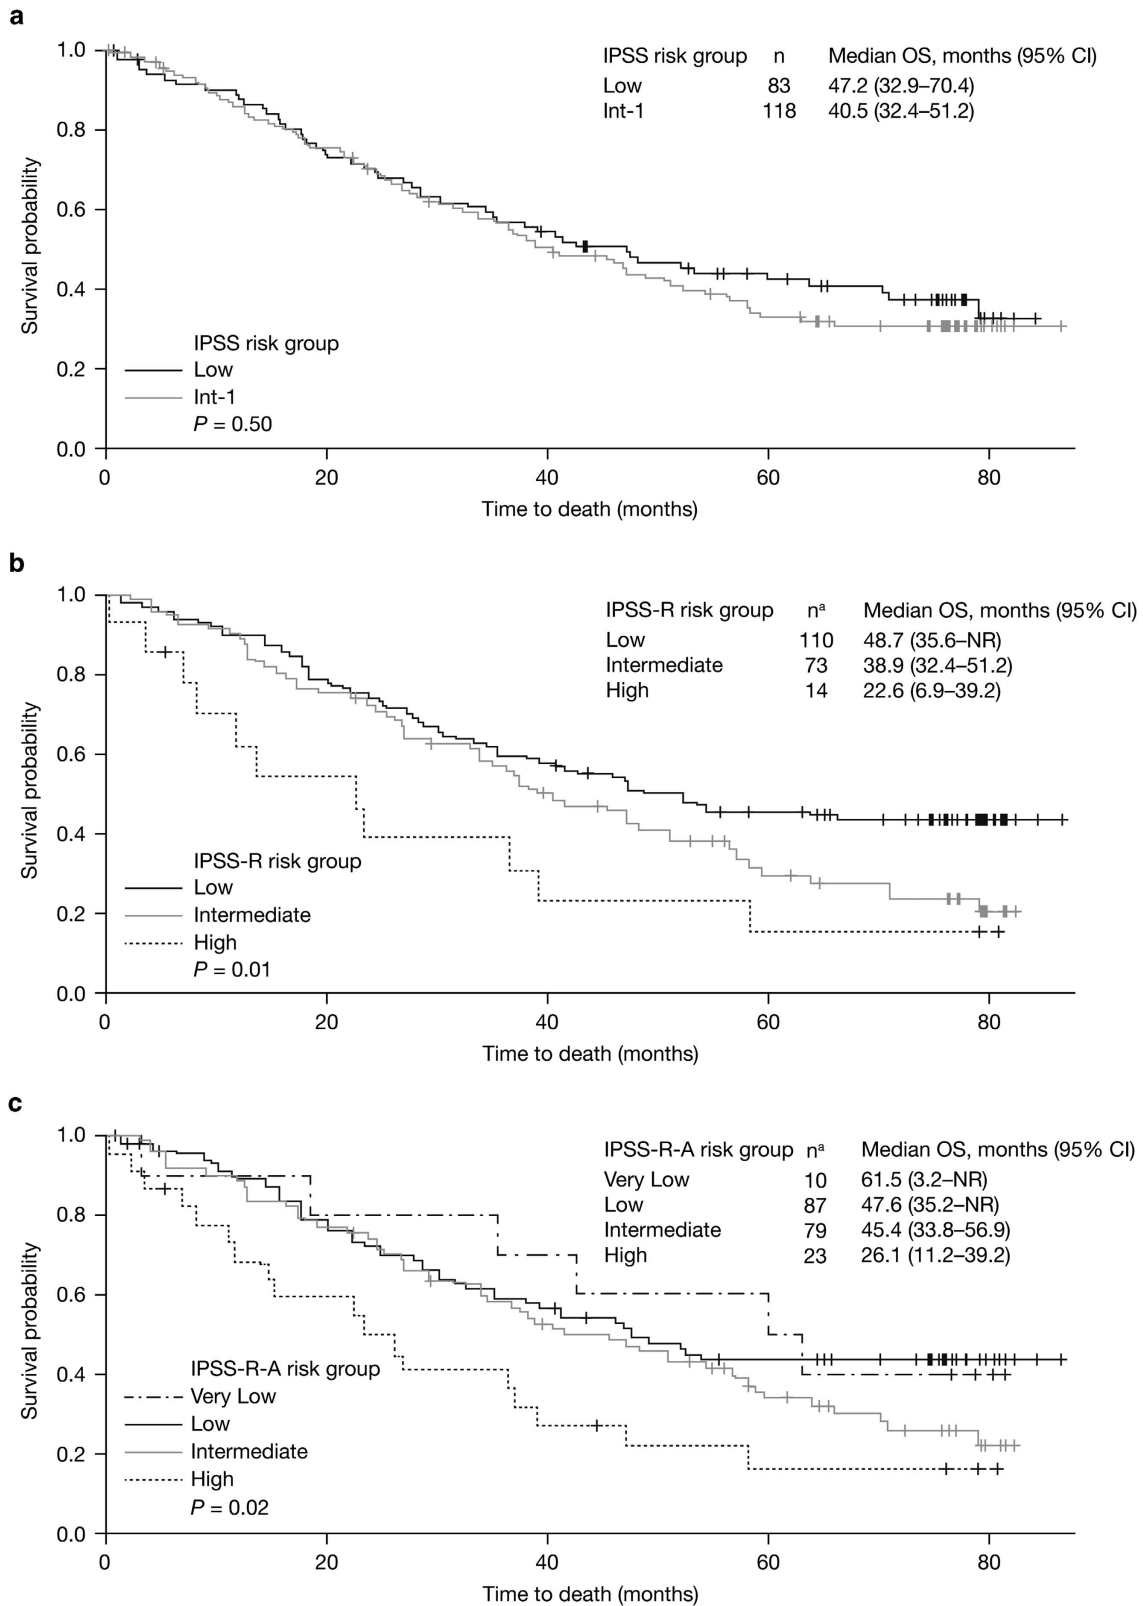 a
IPSS risk group n Median OS, months (95% CI)
Low 83 47.2 (32.9–70.4)
Int-1 118 40.5 (32.4–51.2)
1.0
0.8
0.6
0.4
0.2
0.0
Survival probability
IPSS risk group
Low
Int-1
P = 0.50
0 20 40 60 80
Time to death (months)
b
IPSS-R risk group nª Median OS, months (95% CI)
Low 110 48.7 (35.6–NR)
Intermediate 73 38.9 (32.4–51.2)
High 14 22.6 (6.9–39.2)
1.0
0.8
0.6
0.4
0.2
0.0
Survival probability
IPSS-R risk group
Low
Intermediate
High
P = 0.01
0 20 40 60 80
Time to death (months)
c
IPSS-R-A risk group nª Median OS, months (95% CI)
Very Low 10 61.5 (3.2–NR)
Low 87 47.6 (35.2–NR)
Intermediate 79 45.4 (33.8–56.9)
High 23 26.1 (11.2–39.2)
1.0
0.8
0.6
0.4
0.2
0.0
Survival probability
IPSS-R-A risk group
Very Low
Low
Intermediate
High
P = 0.02
0 20 40 60 80
Time to death (months)